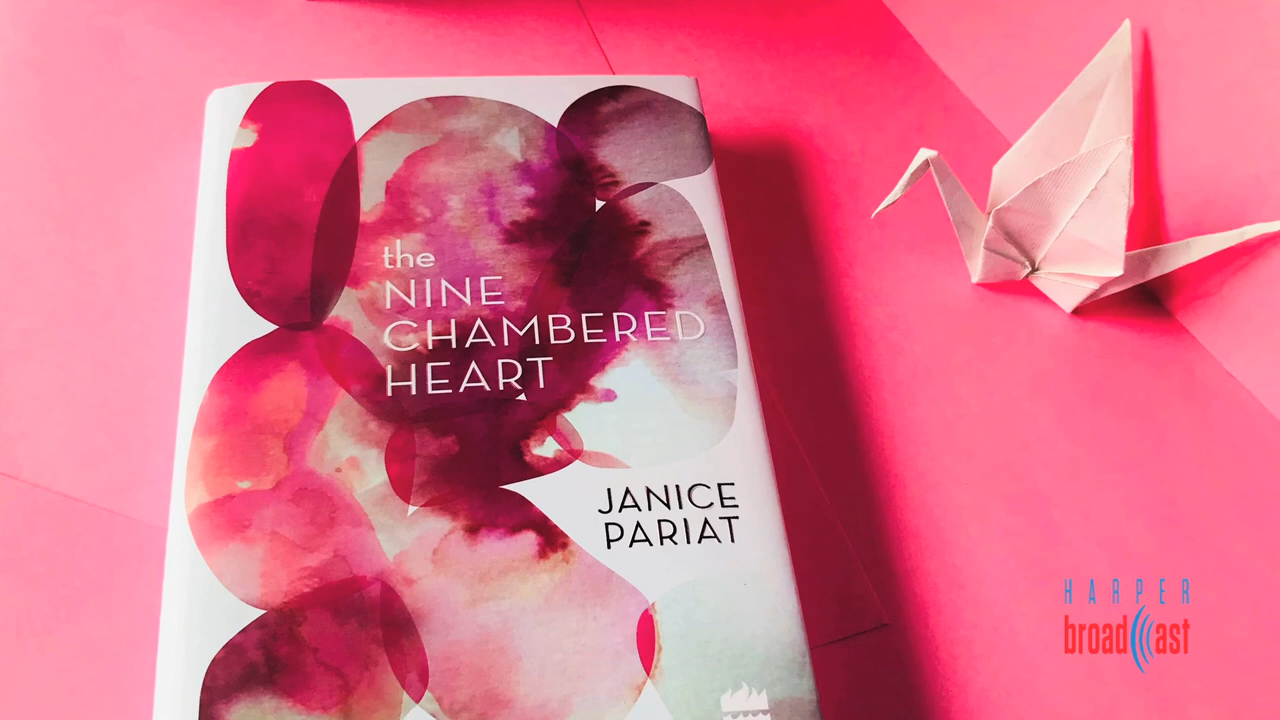 the
NINE
CHAMBERED
HEART
JANICE
PARIAT
HARPER
broadcast